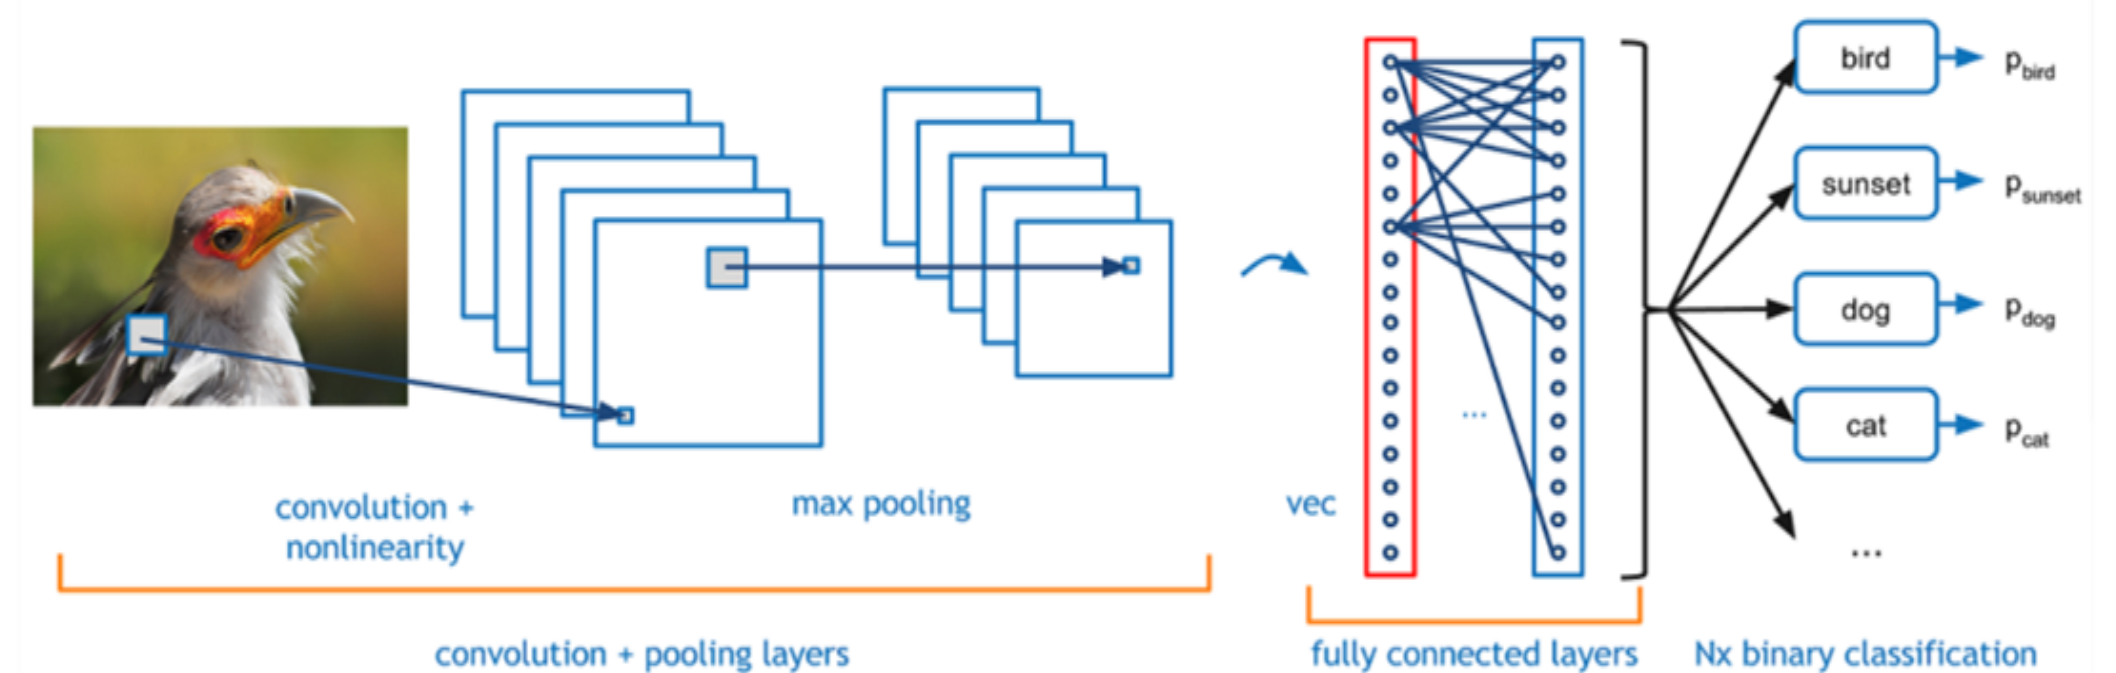 bird
p_bird
sunset
p_sunset
dog
p_dog
...
cat
p_cat
convolution +
nonlinearity
max pooling
vec
...
convolution + pooling layers
fully connected layers
Nx binary classification